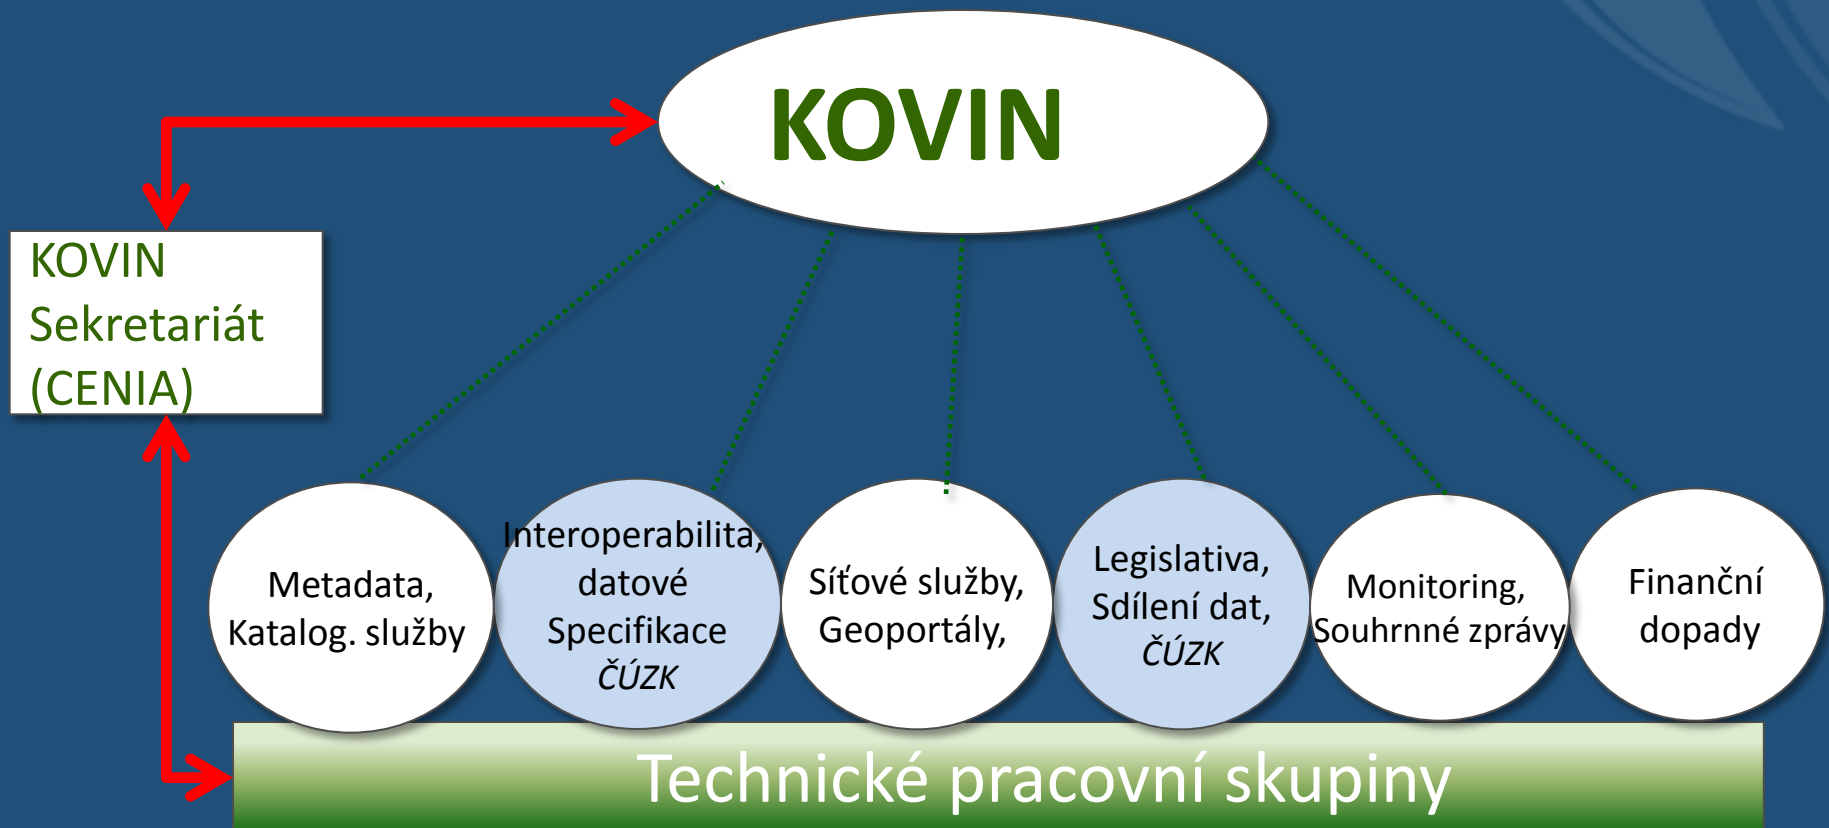 KOVIN
KOVIN
Sekretariát
(CENIA)
Metadata,
Katalog. služby
Interoperabilita,
datové
Specifikace
ČÚZK
Síťové služby,
Geoportály,
Legislativa,
Sdílení dat,
ČÚZK
Monitoring,
Souhrnné zprávy
Finanční
dopady
Technické pracovní skupiny